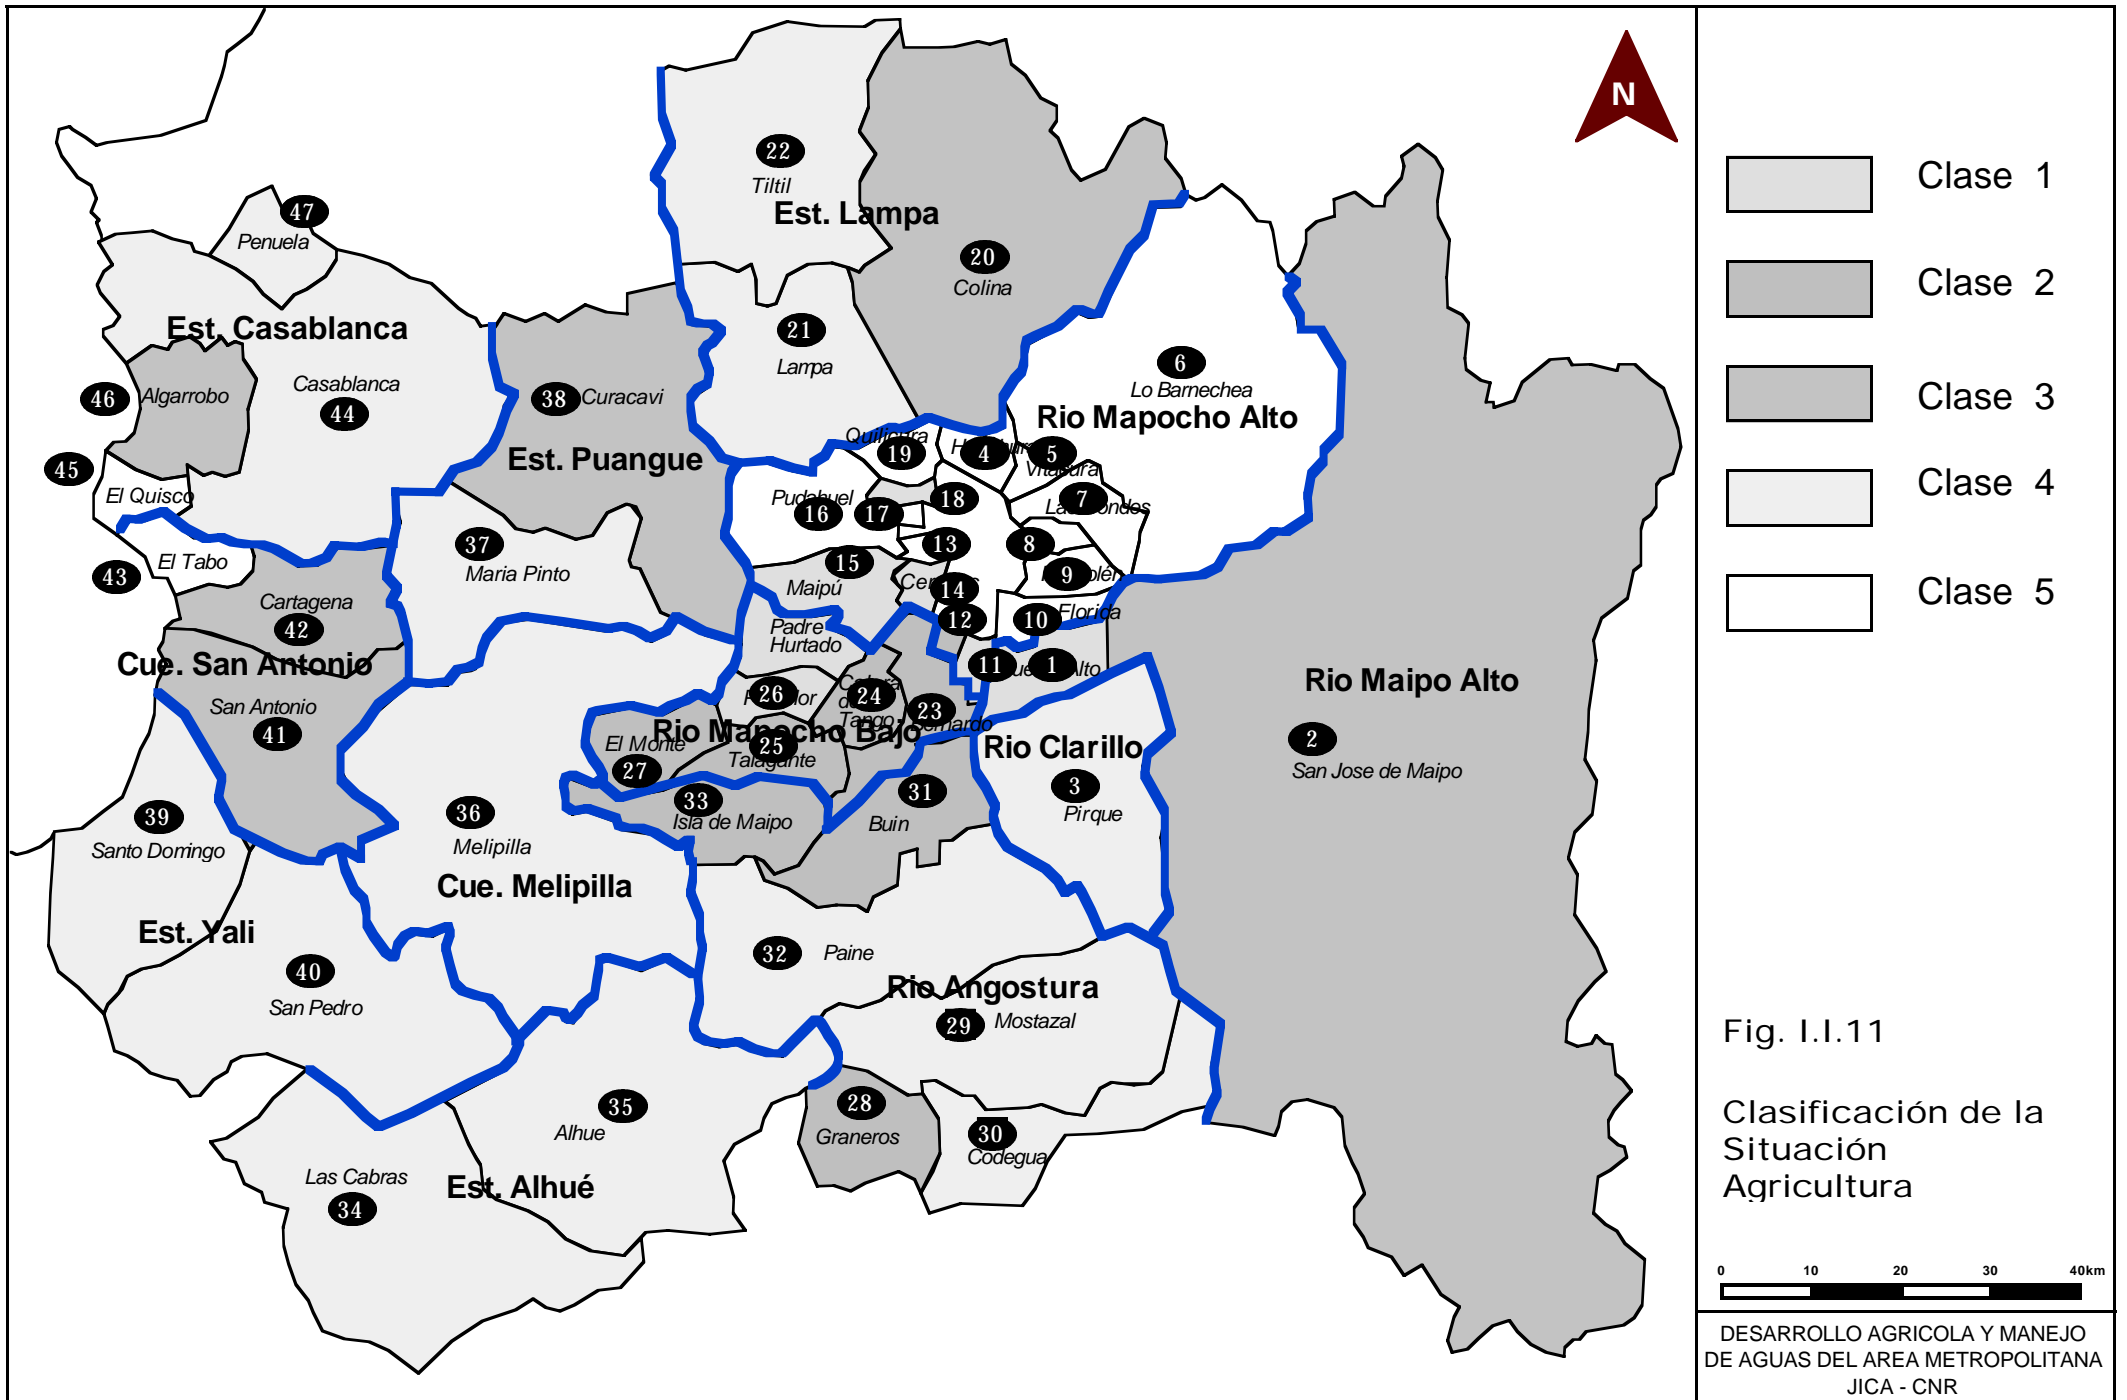 N
22
Tiltil
Est. Lampa
47
Penuela
20
Colina
Est. Casablanca
21
Lampa
6
Lo Barnechea
Rio Mapocho Alto
46
Algarrobo
Casablanca
44
38
Curacavi
Est. Puangue
Quilicura
19
4
5
Vitacura
45
El Quisco
Pudahuel
16
17
18
7
Las Condes
43
El Tabo
37
Maria Pinto
15
Maipú
13
8
9
14
Cartagena
42
Padre
Hurtado
12
10
Florida
Cue. San Antonio
11
1
Alto
San Antonio
41
26
24
Tango
23
Rio Mapocho Bajo
El Monte
27
25
Talagante
Rio Clarillo
3
Pirque
Rio Maipo Alto
2
San Jose de Maipo
39
Santo Domingo
36
Melipilla
33
Isla de Maipo
31
Buin
Cue. Melipilla
Est. Yali
40
San Pedro
32
Paine
Rio Angostura
29
Mostazal
35
Alhue
28
Graneros
30
Codegua
Las Cabras
34
Est. Alhué
Clase 1
Clase 2
Clase 3
Clase 4
Clase 5
Fig. I.I.11
Clasificación de la
Situación
Agricultura
0 10 20 30 40km
DESARROLLO AGRICOLA Y MANEJO
DE AGUAS DEL AREA METROPOLITANA
JICA - CNR